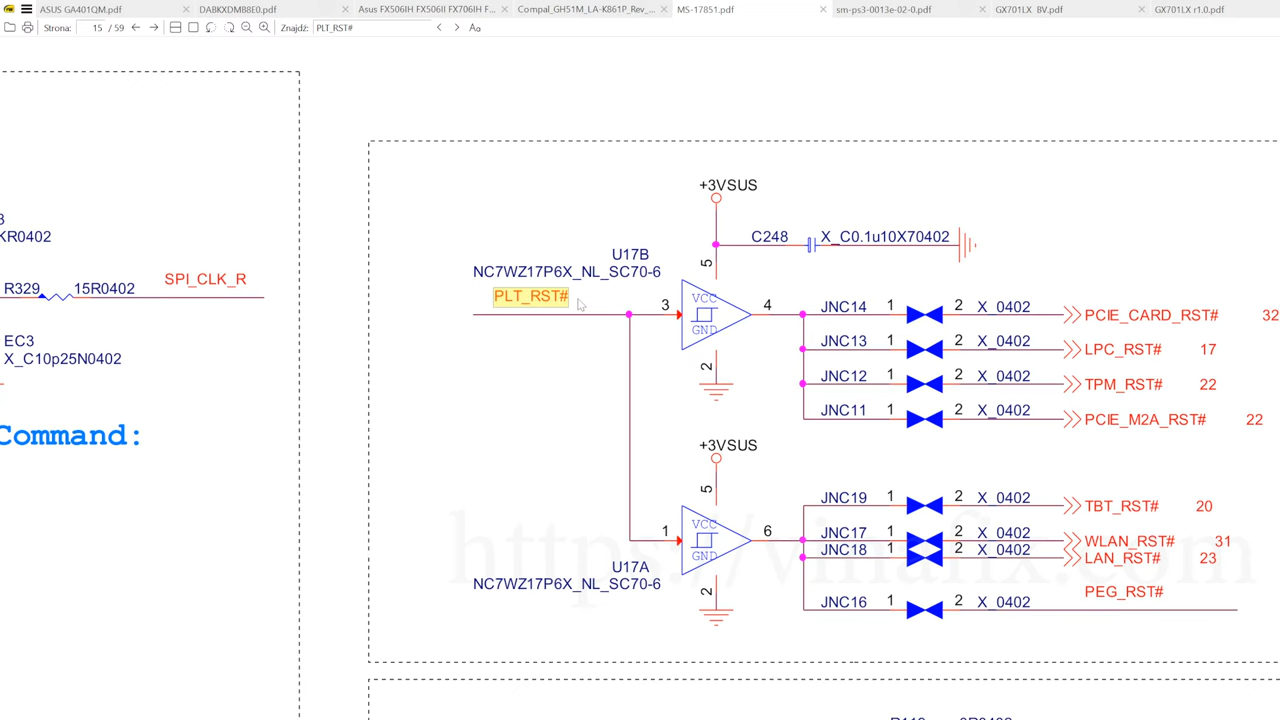 ASUS GA401QM.pdf
DABKXDMB8E0.pdf
Asus FX506IH FX506II FX706IH F...
Compal_GH51M_LA-K861P_Rev_...
MS-17851.pdf
sm-ps3-0013e-02-0.pdf
GX701LX BV.pdf
GX701LX r1.0.pdf
Strona: 15 / 59
Znajdź: PLT_RST#
KR0402
R329 15R0402 SPI_CLK_R
EC3
X_C10p25N0402
Command:
+3VSUS
C248 X_C0.1u10X70402
U17B
NC7WZ17P6X_NL_SC70-6
PLT_RST#
3 VCC GND 4
5
2
JNC14 1 2 X_0402 PCIE_CARD_RST# 32
JNC13 1 2 X_0402 LPC_RST# 17
JNC12 1 2 X_0402 TPM_RST# 22
JNC11 1 2 X_0402 PCIE_M2A_RST# 22
+3VSUS
5
1 VCC GND 6
2
U17A
NC7WZ17P6X_NL_SC70-6
JNC19 1 2 X_0402 TBT_RST# 20
JNC17 1 2 X_0402 WLAN_RST# 31
JNC18 1 2 X_0402 LAN_RST# 23
PEG_RST#
JNC16 1 2 X_0402
https://vinafix.com